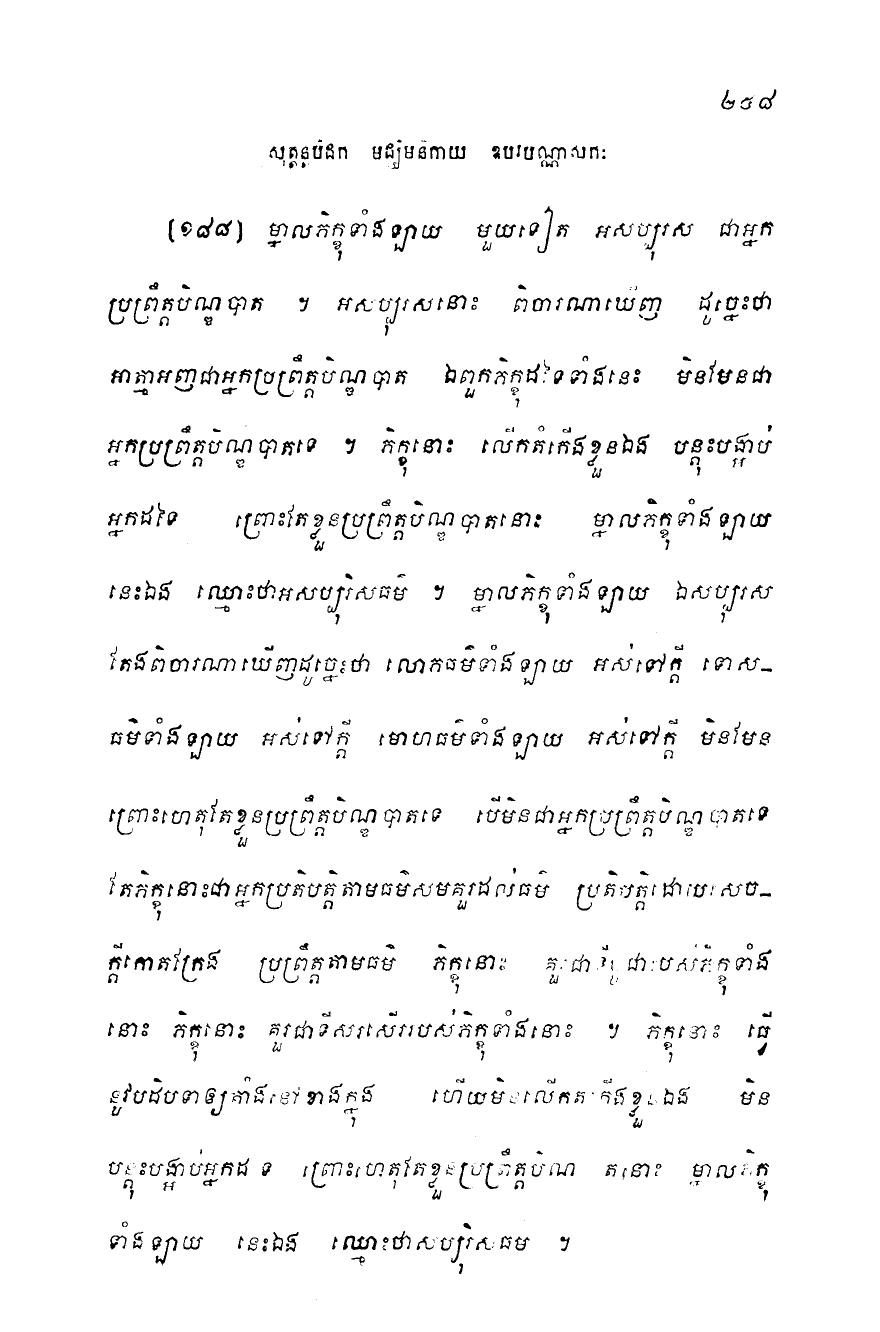 ២៥៨
សុត្តន្តបិដក មជ្ឈិមនិកាយ ឧបរិបណ្ណាសកៈ
[១៨៨] ម្នាលភិក្ខុទាំងឡាយ មួយទៀត អសប្បុរស ជាអ្នក
ប្រព្រឹត្តបិណ្ឌបាត ។ អសប្បុរសនោះ ពិចារណាឃើញ ដូច្នេះថា
អាត្មាអញជាអ្នកប្រព្រឹត្តបិណ្ឌបាត ឯពួកភិក្ខុដទៃទាំងនេះ មិនមែនជា
អ្នកប្រព្រឹត្តបិណ្ឌបាតទេ ។ ភិក្ខុនោះ លើកតំកើងខ្លួនឯង បន្តុះបង្អាប់
អ្នកដទៃ ព្រោះតែខ្លួនប្រព្រឹត្តបិណ្ឌបាតនោះ ម្នាលភិក្ខុទាំងឡាយ
នេះឯង ឈ្មោះថាអសប្បុរិសធម៌ ។ ម្នាលភិក្ខុទាំងឡាយ ឯសប្បុរស
តែងពិចារណាឃើញដូច្នេះថា លោភធម៌ទាំងឡាយ អស់ទៅក្តី ទោស-
ធម៌ទាំងឡាយ អស់ទៅក្តី មោហធម៌ទាំងឡាយ អស់ទៅក្តី មិនមែន
ព្រោះហេតុតែខ្លួនប្រព្រឹត្តបិណ្ឌបាតទេ បើមិនជាអ្នកប្រព្រឹត្តបិណ្ឌបាតទេ
តែភិក្ខុនោះជាអ្នកប្រតិបត្តិតាមធម៌សមគួរដល់ធម៌ ប្រតិបត្តិដោយសេច-
ក្តីកោតក្រែង ប្រព្រឹត្តតាមធម៌ ភិក្ខុនោះ គួរជាទីបូជារបស់ភិក្ខុទាំង
នោះ ភិក្ខុនោះ គួរជាទីសរសើររបស់ភិក្ខុទាំងនោះ ។ ភិក្ខុនោះ ធ្វើ
នូវបដិបទាឲ្យតាំងនៅខាងក្នុង ហើយមិនលើកតំកើងខ្លួនឯង មិន
បន្តុះបង្អាប់អ្នកដទៃ ព្រោះហេតុតែខ្លួនប្រព្រឹត្តបិណ្ឌបាតនោះ ម្នាលភិក្ខុ
ទាំងឡាយ នេះឯង ឈ្មោះថាសប្បុរិសធម៌ ។